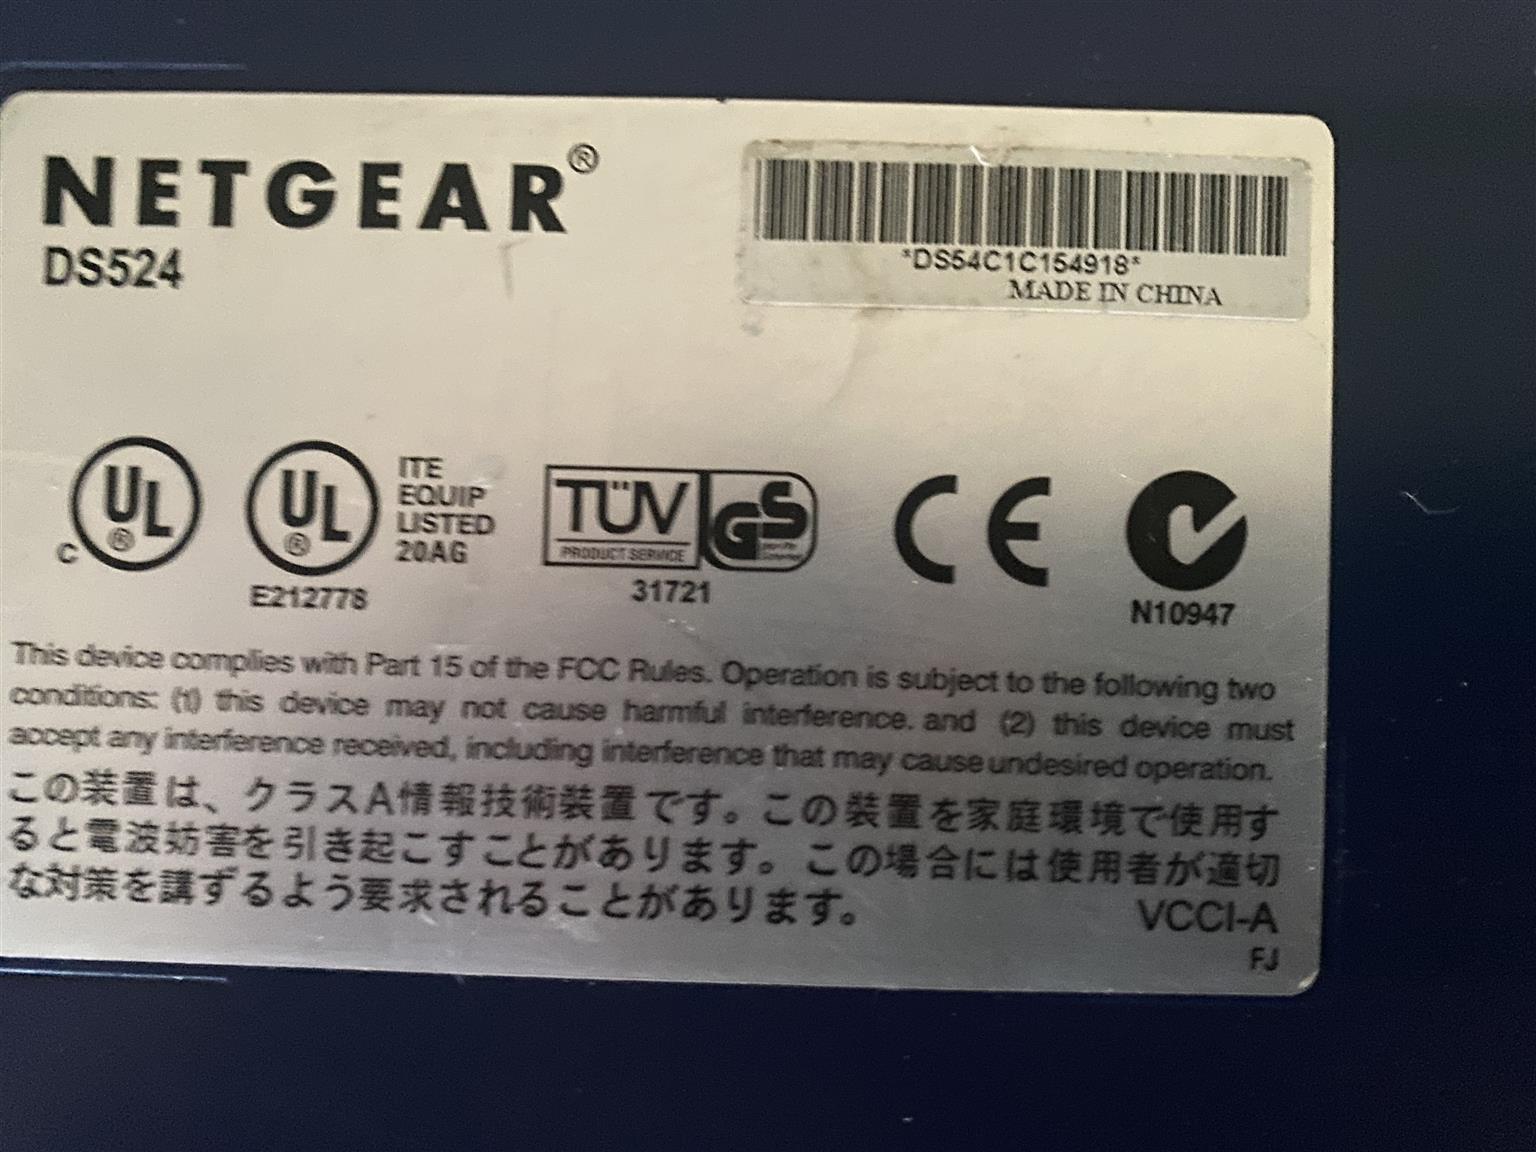 NETGEAR®
DS524
*DS54C1C154918*
MADE IN CHINA
C UL® UL® ITE
EQUIP
LISTED
20AG
E212778
TÜV GS
PRODUCT SERVICE
31721
CE
N10947
This device complies with Part 15 of the FCC Rules. Operation is subject to the following two
conditions: (1) this device may not cause harmful interference. and (2) this device must
accept any interference received, including interference that may cause undesired operation.
この装置は、クラスA情報技術装置です。この装置を家庭環境で使用す
ると電波妨害を引き起こすことがあります。この場合には使用者が適切
な対策を講ずるよう要求されることがあります。
VCCI-A
FJ